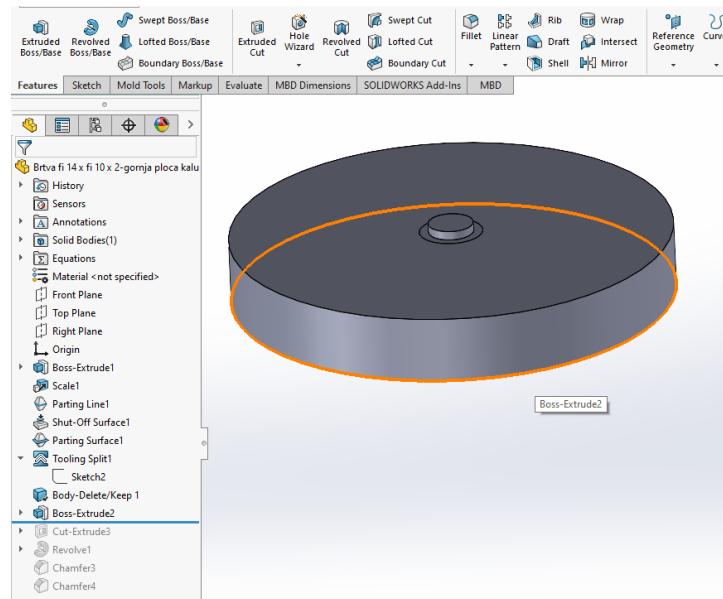 Extruded Boss/Base
Revolved Boss/Base
Swept Boss/Base
Lofted Boss/Base
Boundary Boss/Base
Extruded Cut
Hole Wizard
Revolved Cut
Swept Cut
Lofted Cut
Boundary Cut
Fillet
Linear Pattern
Rib
Draft
Shell
Wrap
Intersect
Mirror
Reference Geometry
Features
Sketch
Mold Tools
Markup
Evaluate
MBD Dimensions
SOLIDWORKS Add-Ins
MBD
Brtva fi 14 x fi 10 x 2-gornja ploca kalu
History
Sensors
Annotations
Solid Bodies(1)
Equations
Material <not specified>
Front Plane
Top Plane
Right Plane
Origin
Boss-Extrude1
Scale1
Parting Line1
Shut-Off Surface1
Parting Surface1
Tooling Split1
Sketch2
Body-Delete/Keep 1
Boss-Extrude2
Cut-Extrude3
Revolve1
Chamfer3
Chamfer4
Boss-Extrude2